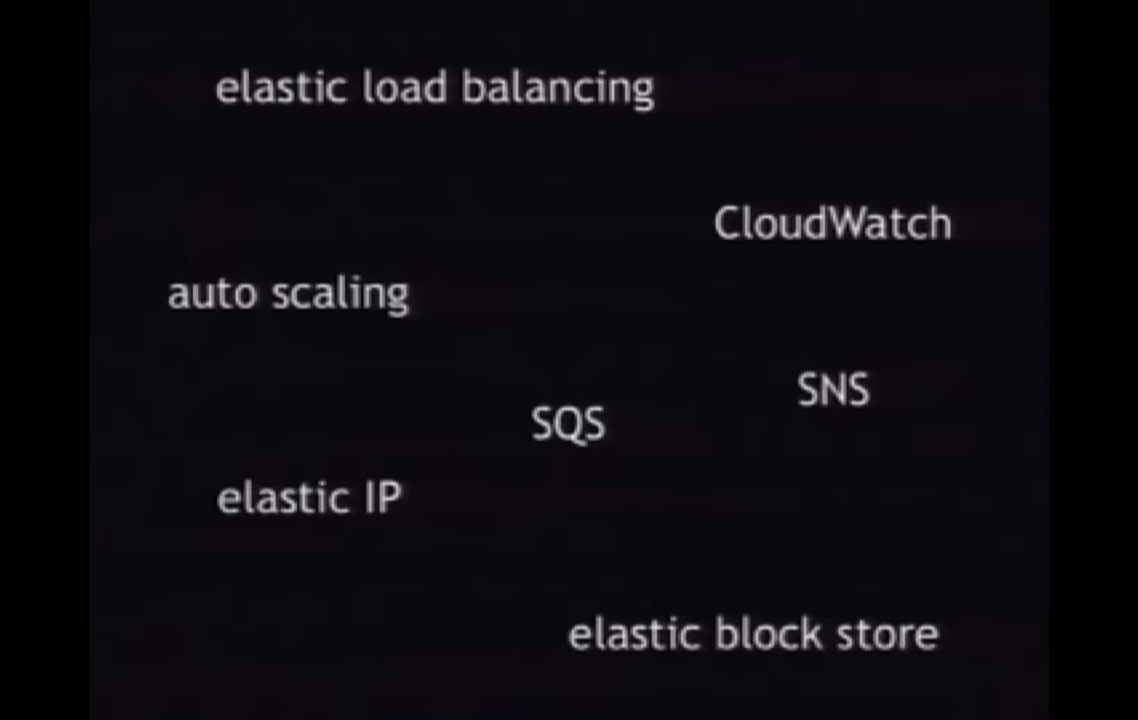 elastic load balancing
CloudWatch
auto scaling
SNS
SQS
elastic IP
elastic block store